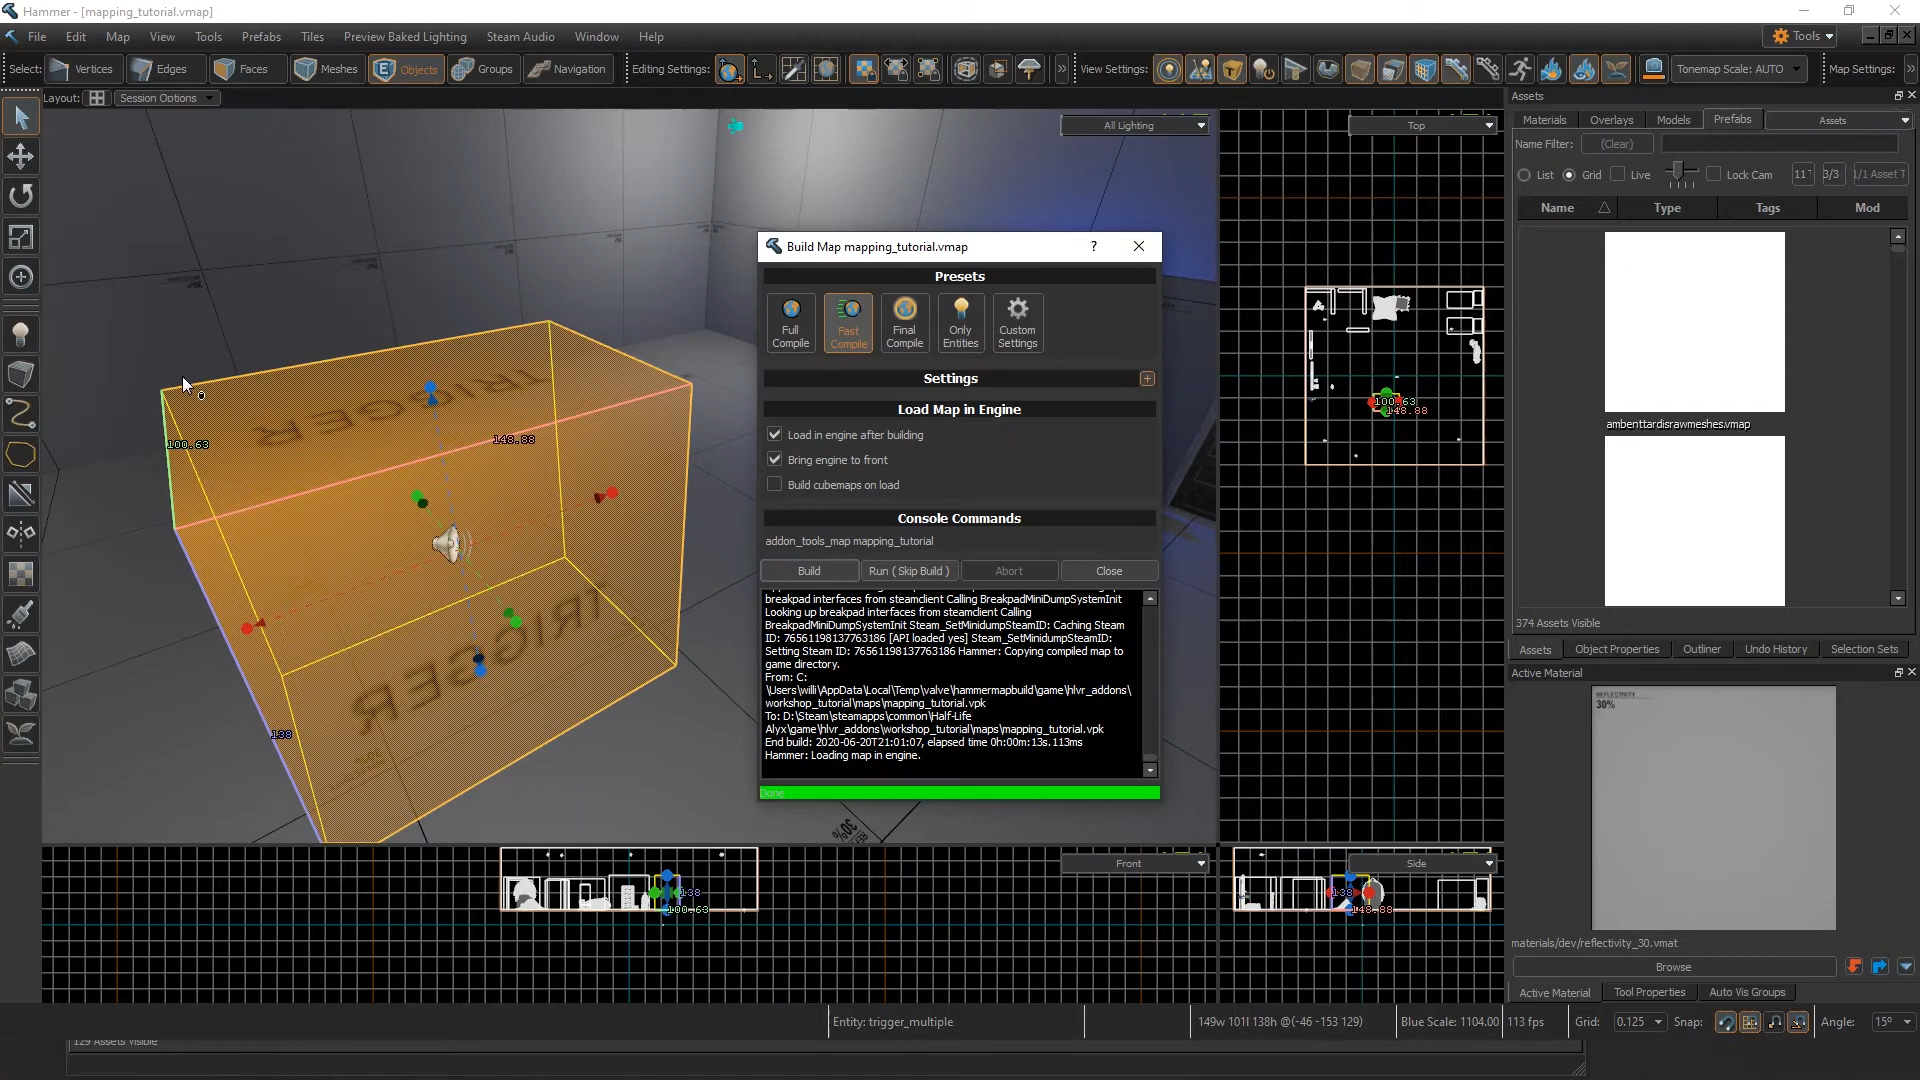 Hammer - [mapping_tutorial.vmap]
File Edit Map View Tools Prefabs Tiles Preview Baked Lighting Steam Audio Window Help
Tools
Select: Vertices Edges Faces Meshes Objects Groups Navigation Editing Settings: » View Settings: Tonemap Scale: AUTO Map Settings: »
Layout: Session Options
All Lighting
Top
TRIGGER
TRIGGER
100.63
148.88
138
30%
100.63
148.88
Build Map mapping_tutorial.vmap
?
Presets
Full Compile
Fast Compile
Final Compile
Only Entities
Custom Settings
Settings
Load Map in Engine
Load in engine after building
Bring engine to front
Build cubemaps on load
Console Commands
addon_tools_map mapping_tutorial
Build Run ( Skip Build ) Abort Close
breakpad interfaces from steamclient Calling BreakpadMiniDumpSystemInit
Looking up breakpad interfaces from steamclient Calling
BreakpadMiniDumpSystemInit Steam_SetMinidumpSteamID: Caching Steam
ID: 76561198137763186 [API loaded yes] Steam_SetMinidumpSteamID:
Setting Steam ID: 76561198137763186 Hammer: Copying compiled map to
game directory.
From: C:
\Users\willi\AppData\Local\Temp\valve\hammermapbuild\game\hlvr_addons\
workshop_tutorial\maps\mapping_tutorial.vpk
To: D:\Steam\steamapps\common\Half-Life
Alyx\game\hlvr_addons\workshop_tutorial\maps\mapping_tutorial.vpk
End build: 2020-06-20T21:01:07, elapsed time 0h:00m:13s.113ms
Hammer: Loading map in engine.
Done
Front
138
100.63
Side
138
148.88
Assets
Materials Overlays Models Prefabs Assets
Name Filter: (Clear)
List Grid Live Lock Cam 3/3 1/1 Asset T
Name Type Tags Mod
ambenttardisrawmeshes.vmap
374 Assets Visible
Assets Object Properties Outliner Undo History Selection Sets
Active Material
REFLECTIVITY
30%
materials/dev/reflectivity_30.vmat
Browse
Active Material Tool Properties Auto Vis Groups
Entity: trigger_multiple 149w 101l 138h @(-46 -153 129) Blue Scale: 1104.00 113 fps Grid: 0.125 Snap: Angle: 15º
129 Assets Visible